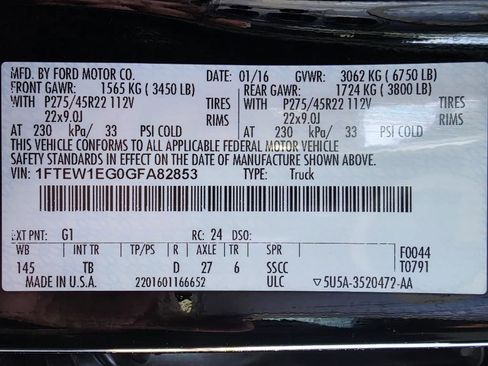 MFD. BY FORD MOTOR CO. DATE: 01/16 GVWR: 3062 KG ( 6750 LB)
FRONT GAWR: 1565 KG ( 3450 LB) REAR GAWR: 1724 KG ( 3800 LB)
WITH P275/45R22 112V TIRES WITH P275/45R22 112V TIRES
22x9.0J RIMS 22x9.0J RIMS
AT 230 kPa/ 33 PSI COLD AT 230 kPa/ 33 PSI COLD
THIS VEHICLE CONFORMS TO ALL APPLICABLE FEDERAL MOTOR VEHICLE
SAFETY STANDARDS IN EFFECT ON THE DATE OF MANUFACTURE SHOWN ABOVE.
VIN: 1FTEW1EG0GFA82853 TYPE: Truck
EXT PNT: G1 RC: 24 DSO:
WB INT TR TP/PS R AXLE TR SPR F0044
145 TB D 27 6 SSCC T0791
MADE IN U.S.A. 2201601166652 ULC 5U5A-3520472-AA